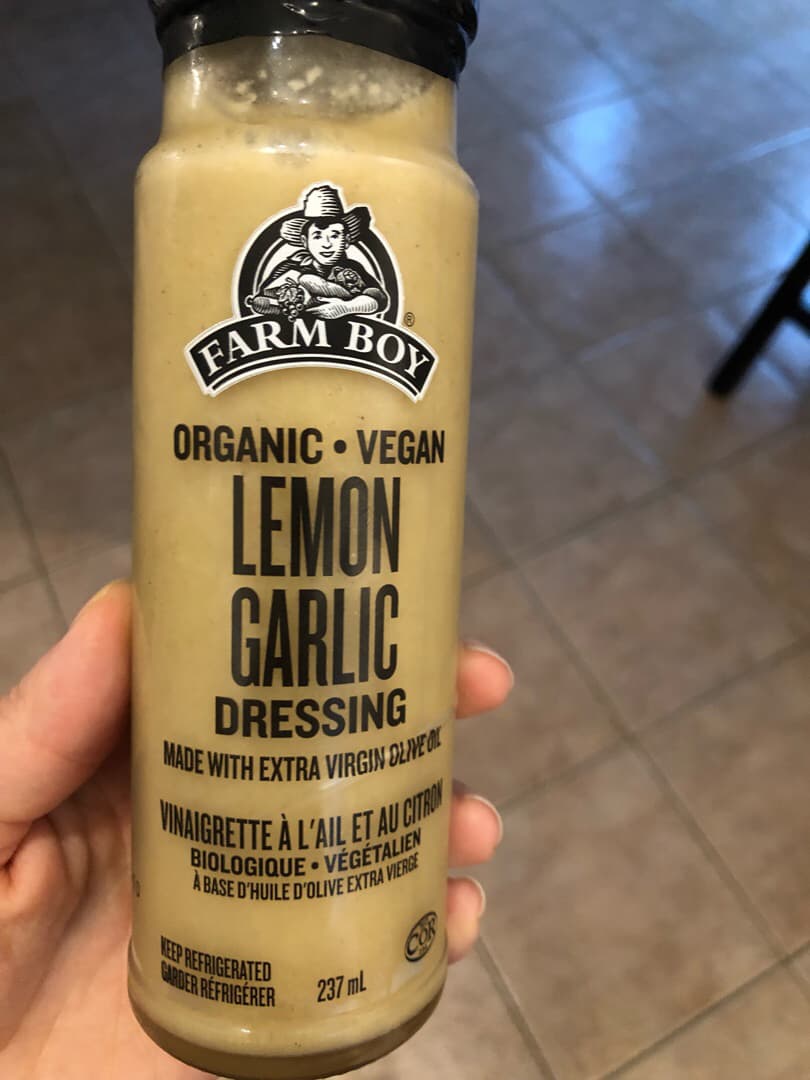 FARM BOY
®
ORGANIC • VEGAN
LEMON
GARLIC
DRESSING
MADE WITH EXTRA VIRGIN OLIVE OIL
VINAIGRETTE À L'AIL ET AU CITRON
BIOLOGIQUE • VÉGÉTALIEN
À BASE D'HUILE D'OLIVE EXTRA VIERGE
COR
KEEP REFRIGERATED
GARDER RÉFRIGÉRER
237 mL